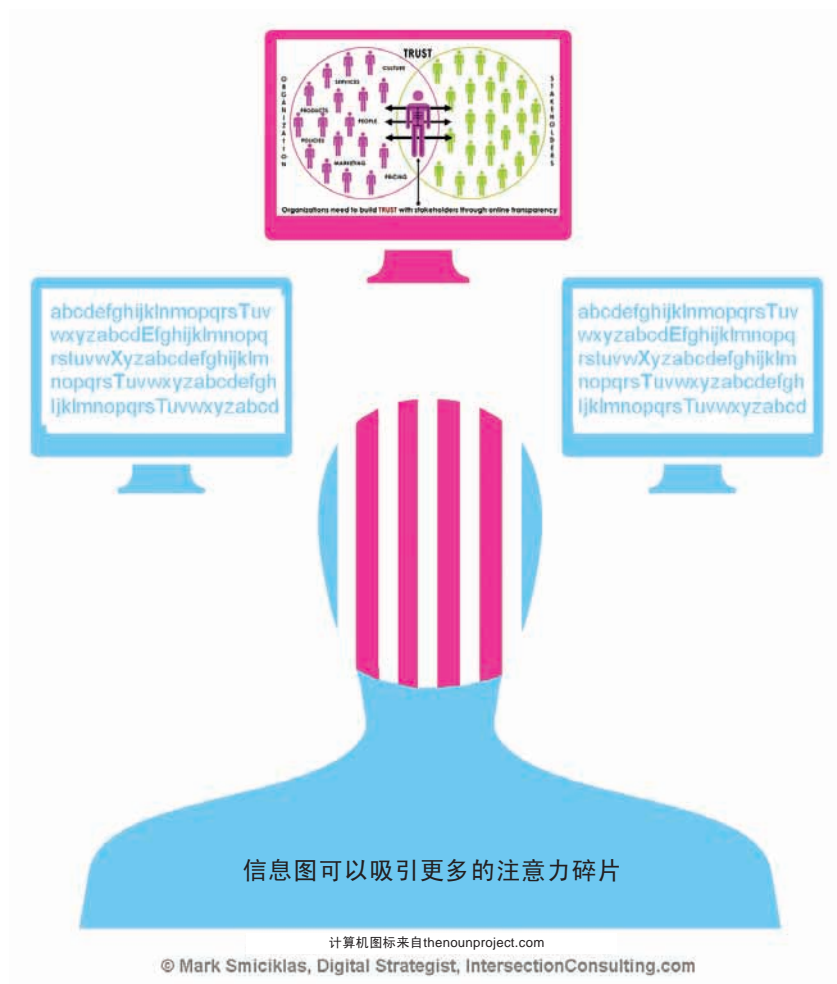 TRUST
CULTURE
SERVICES
PRODUCTS
PEOPLE
POLICIES
MARKETING
PRICING
ORGANIZATION
STAKEHOLDERS
Organizations need to build TRUST with stakeholders through online transparency
abcdefghijklnmopqrsTuv
wxyzabcdEfghijklmnopq
rstuvwXyzabcdefghijklm
nopqrsTuvwxyzabcdefgh
IjklmnopqrsTuvwxyzabcd
abcdefghijklnmopqrsTuv
wxyzabcdEfghijklmnopq
rstuvwXyzabcdefghijklm
nopqrsTuvwxyzabcdefgh
IjklmnopqrsTuvwxyzabcd
信息图可以吸引更多的注意力碎片
计算机图标来自thenounproject.com
© Mark Smiciklas, Digital Strategist, IntersectionConsulting.com